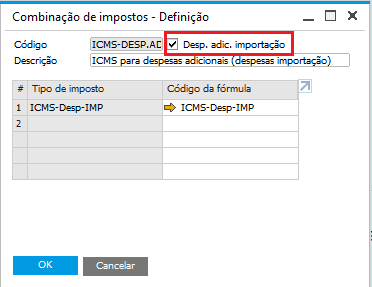 Combinação de impostos - Definição
Código ICMS-DESP.AD Desp. adic. importação
Descrição ICMS para despesas adicionais (despesas importação)
# Tipo de imposto Código da fórmula
1 ICMS-Desp-IMP ICMS-Desp-IMP
2
OK Cancelar